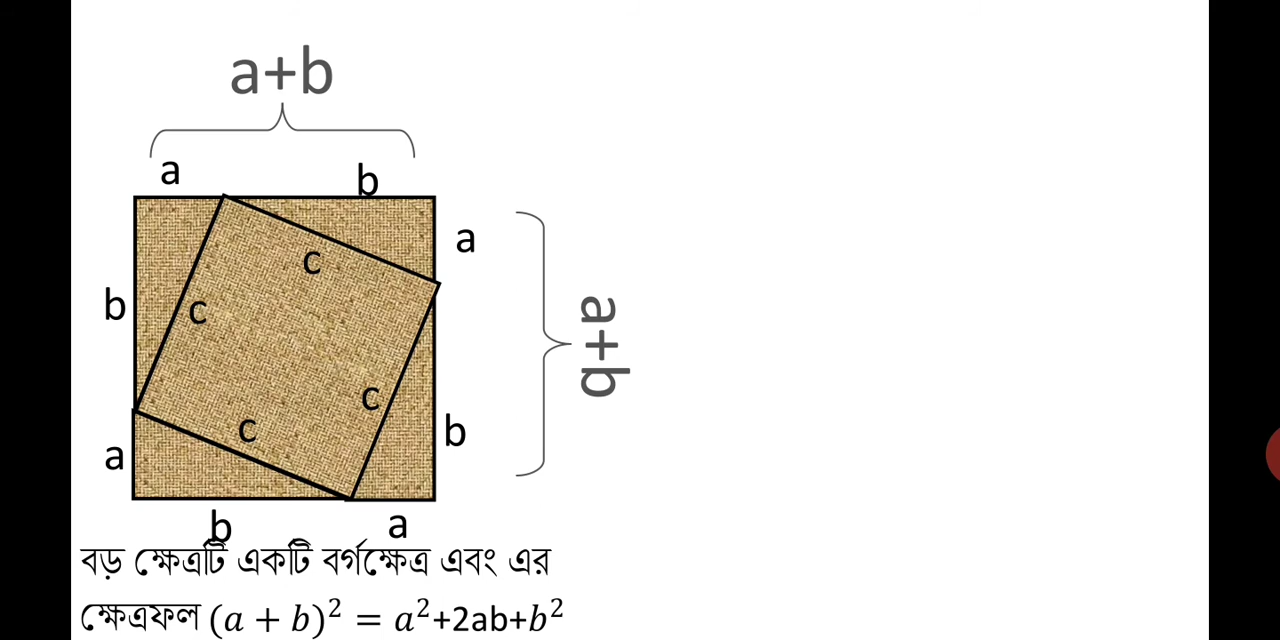 a+b
a
b
a
c
b
c
a+b
c
c
b
a
b
a
বড় ক্ষেত্রটি একটি বর্গক্ষেত্র এবং এর
ক্ষেত্রফল (a + b)² = a²+2ab+b²